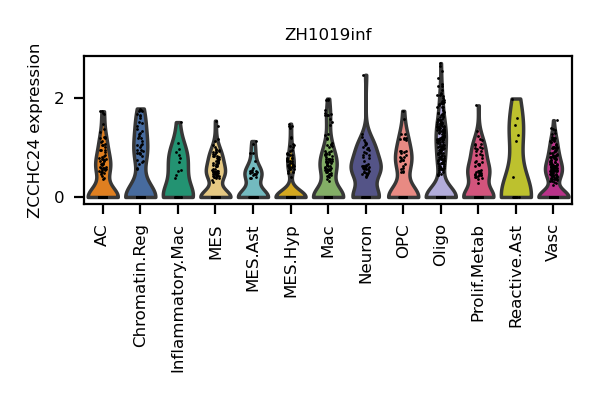 ZH1019inf
ZCCHC24 expression
2
0
AC
Chromatin.Reg
Inflammatory.Mac
MES
MES.Ast
MES.Hyp
Mac
Neuron
OPC
Oligo
Prolif.Metab
Reactive.Ast
Vasc